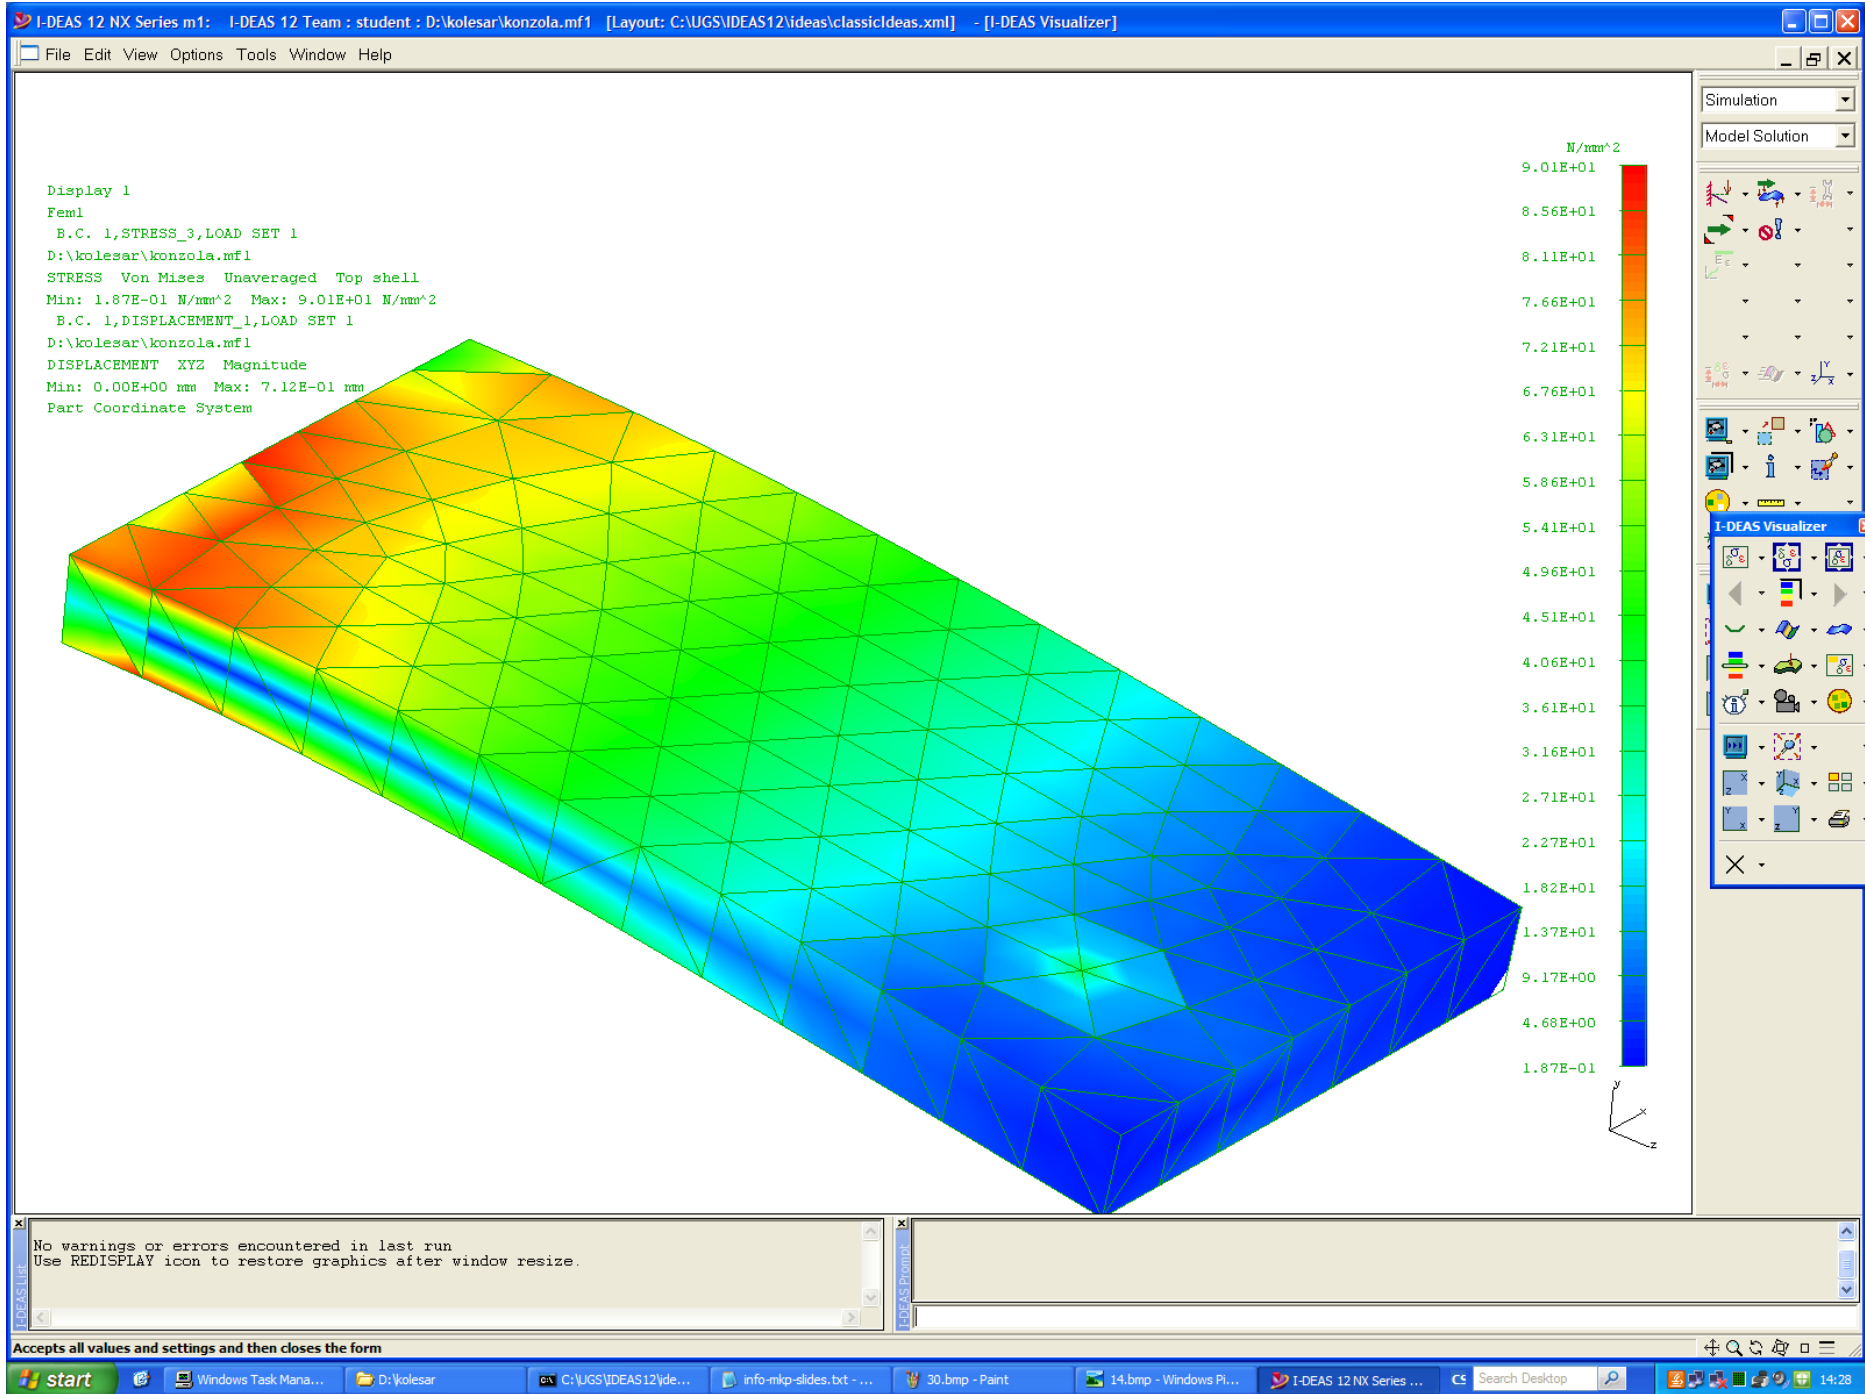 I-DEAS 12 NX Series m1:    I-DEAS 12 Team : student : D:\kolesar\konzola.mf1   [Layout: C:\UGS\IDEAS12\ideas\classicIdeas.xml]   - [I-DEAS Visualizer]
File Edit View Options Tools Window Help
Simulation
Model Solution
Display 1
Fem1
B.C. 1,STRESS_3,LOAD SET 1
D:\kolesar\konzola.mf1
STRESS  Von Mises  Unaveraged  Top shell
Min: 1.87E-01 N/mm^2  Max: 9.01E+01 N/mm^2
B.C. 1,DISPLACEMENT_1,LOAD SET 1
D:\kolesar\konzola.mf1
DISPLACEMENT  XYZ  Magnitude
Min: 0.00E+00 mm  Max: 7.12E-01 mm
Part Coordinate System
N/mm^2
9.01E+01
8.56E+01
8.11E+01
7.66E+01
7.21E+01
6.76E+01
6.31E+01
5.86E+01
5.41E+01
4.96E+01
4.51E+01
4.06E+01
3.61E+01
3.16E+01
2.71E+01
2.27E+01
1.82E+01
1.37E+01
9.17E+00
4.68E+00
1.87E-01
y
x
z
I-DEAS Visualizer
I-DEAS List
No warnings or errors encountered in last run
Use REDISPLAY icon to restore graphics after window resize.
I-DEAS Prompt
Accepts all values and settings and then closes the form
start
Windows Task Mana...
D:\kolesar
C:\UGS\IDEAS12\ide...
info-mkp-slides.txt - ...
30.bmp - Paint
14.bmp - Windows Pi...
I-DEAS 12 NX Series ...
CS
Search Desktop
14:28